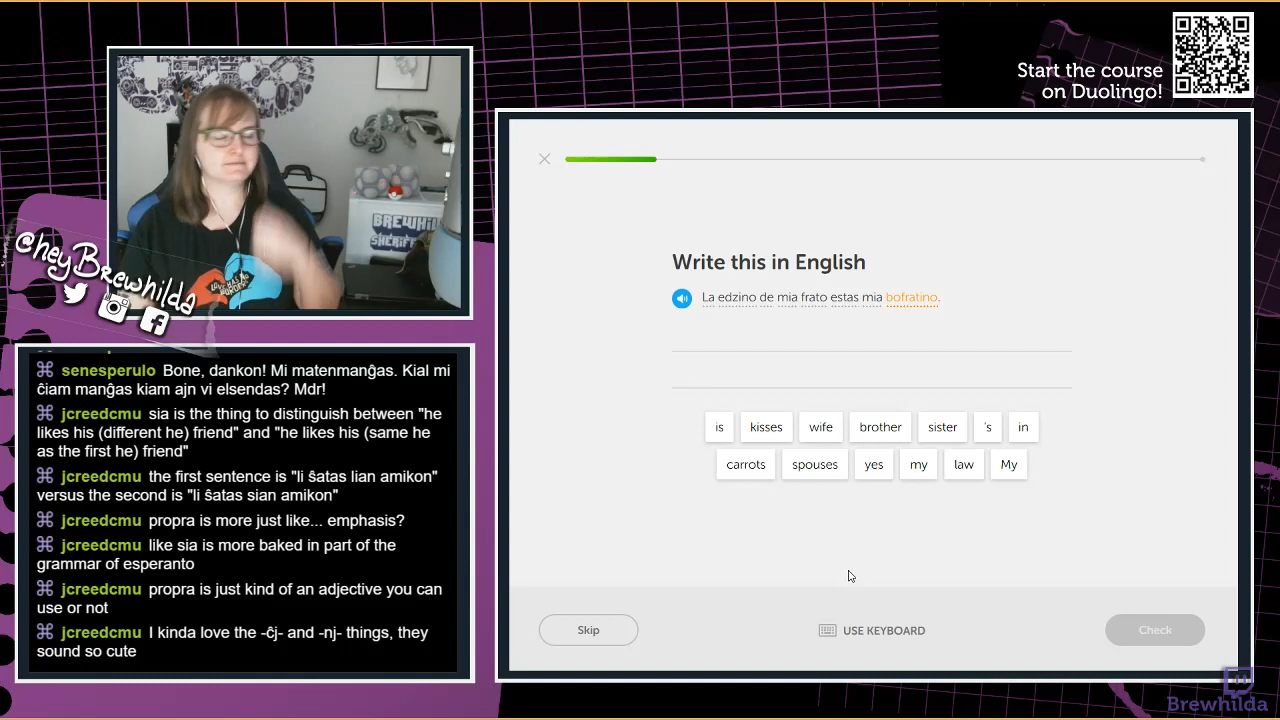 Start the course
on Duolingo!
BREWHIL
SHERIFF
LOVE HAS NO
BORDER
@heyBrewhilda
senesperulo Bone, dankon! Mi matenmanĝas. Kial mi
ĉiam manĝas kiam ajn vi elsendas? Mdr!
jcreedcmu sia is the thing to distinguish between "he
likes his (different he) friend" and "he likes his (same he
as the first he) friend"
jcreedcmu the first sentence is "li ŝatas lian amikon"
versus the second is "li ŝatas sian amikon"
jcreedcmu propra is more just like... emphasis?
jcreedcmu like sia is more baked in part of the
grammar of esperanto
jcreedcmu propra is just kind of an adjective you can
use or not
jcreedcmu I kinda love the -ĉj- and -nj- things, they
sound so cute
Write this in English
La edzino de mia frato estas mia bofratino.
is kisses wife brother sister 's in
carrots spouses yes my law My
Skip
USE KEYBOARD
Check
Brewhilda